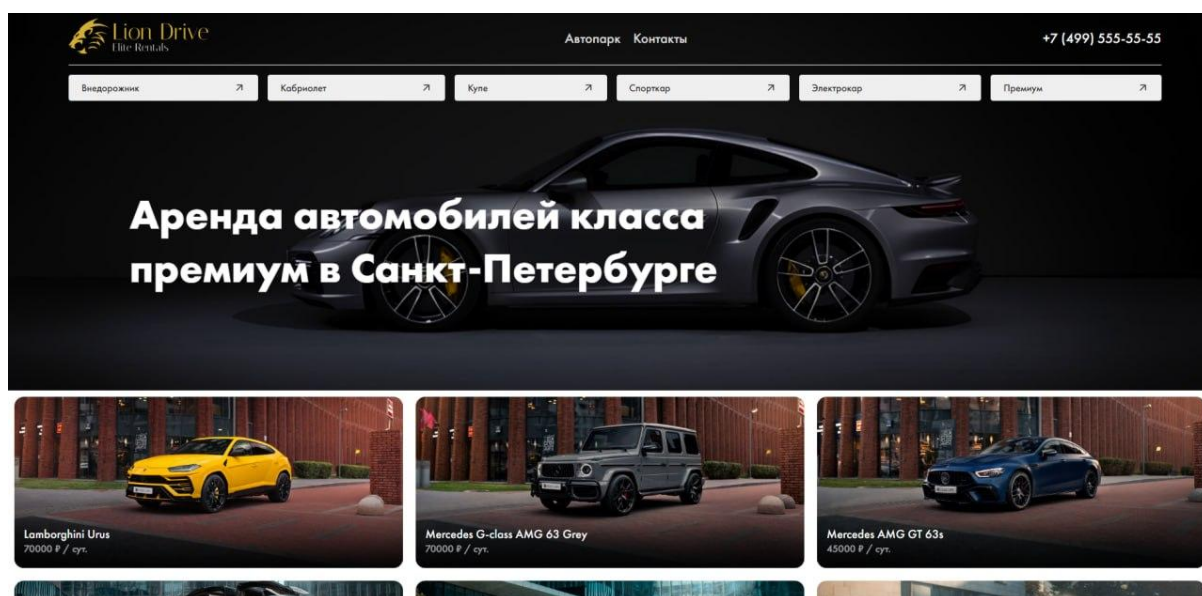 Lion Drive
Elite Rentals
Автопарк Контакты
+7 (499) 555-55-55
Внедорожник
Кабриолет
Купе
Спорткар
Электрокар
Премиум
Аренда автомобилей класса
премиум в Санкт-Петербурге
Lamborghini Urus
70000 ₽ / сут.
Mercedes G-class AMG 63 Grey
70000 ₽ / сут.
Mercedes AMG GT 63s
45000 ₽ / сут.